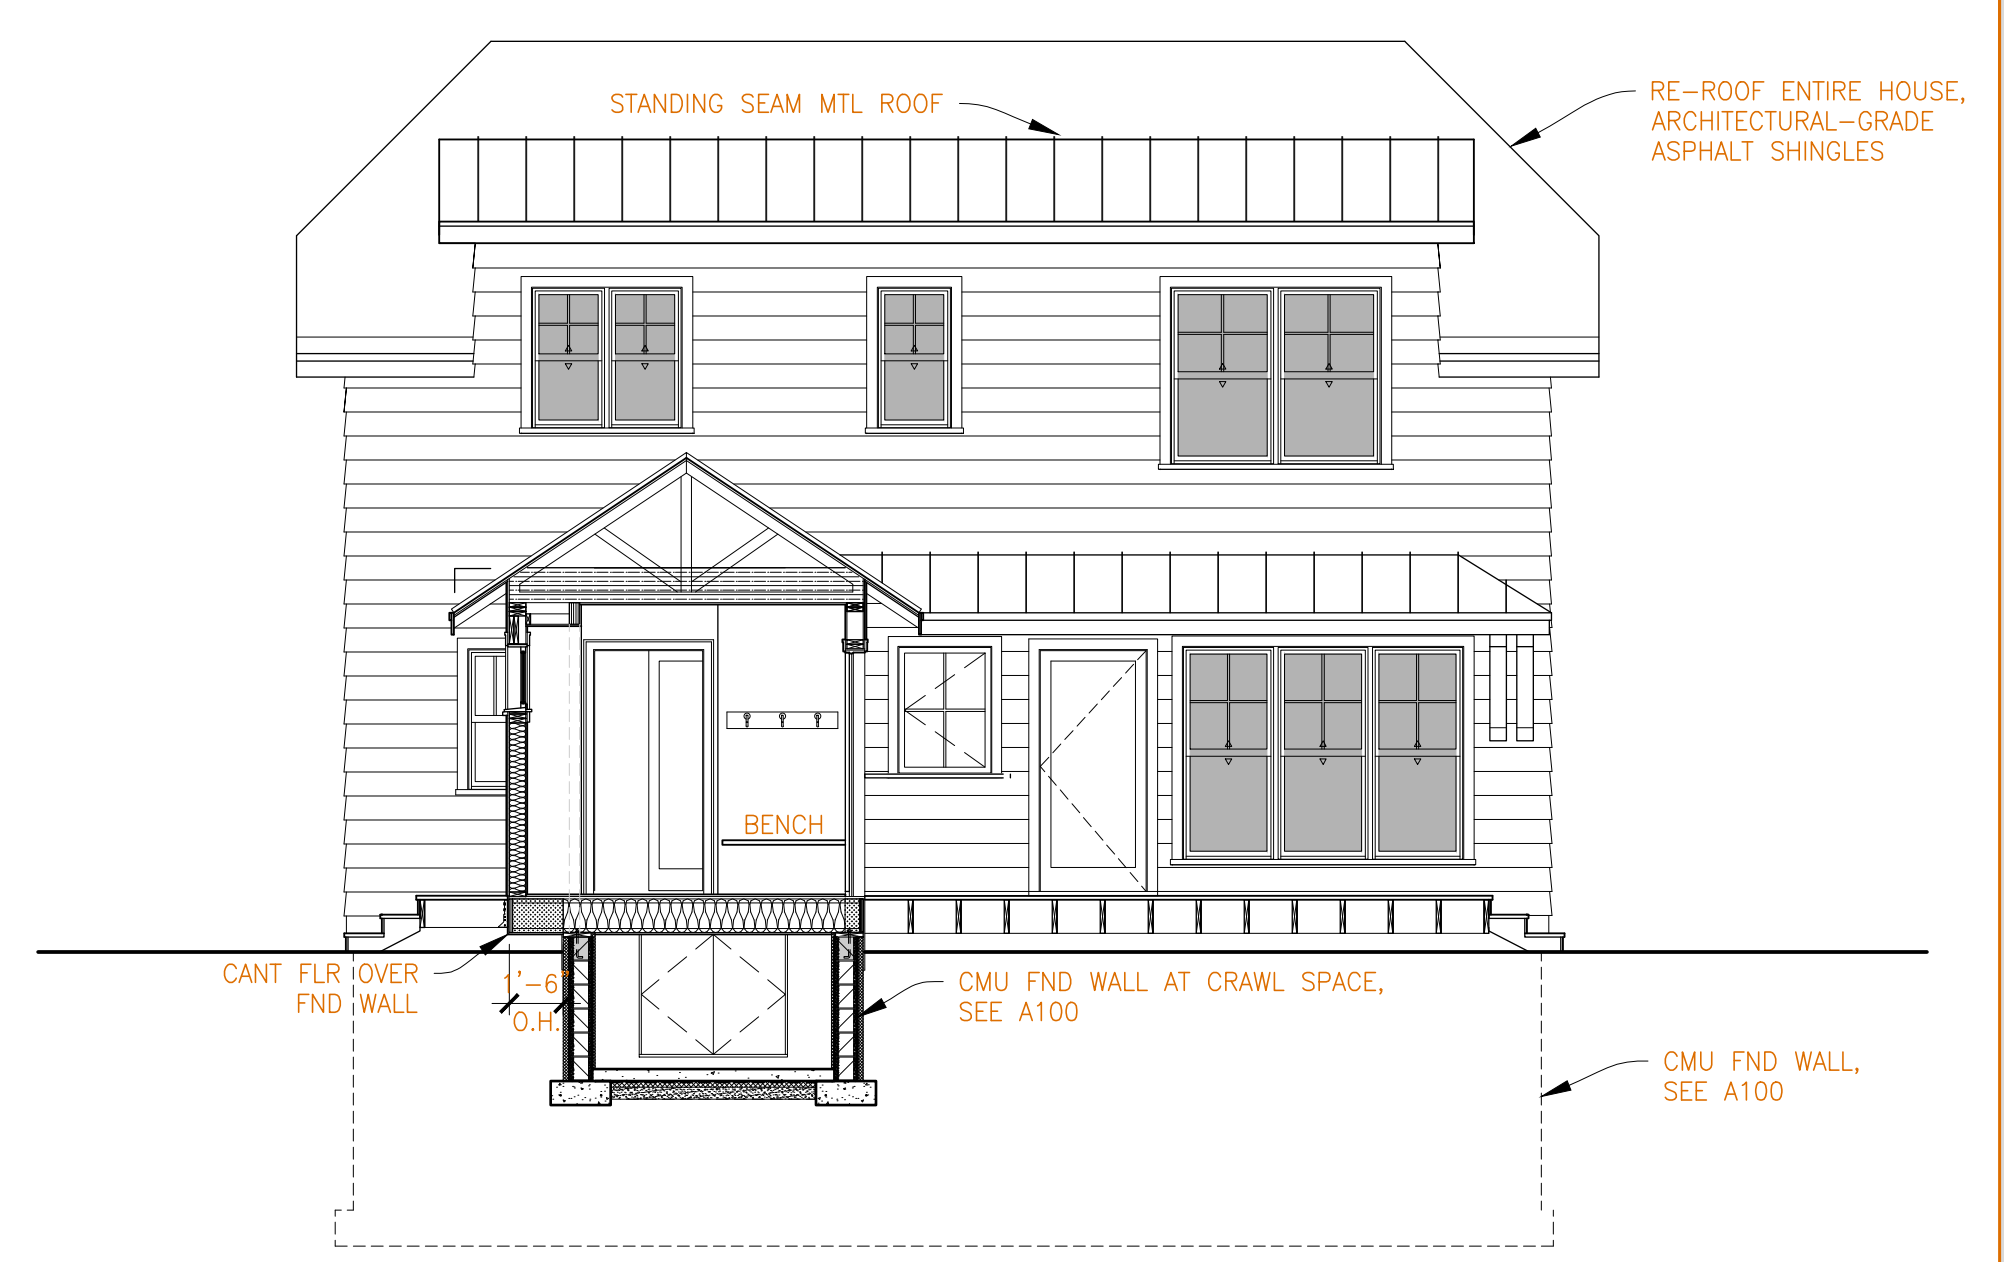 STANDING SEAM MTL ROOF
RE-ROOF ENTIRE HOUSE,
ARCHITECTURAL-GRADE
ASPHALT SHINGLES
BENCH
CANT FLR OVER
FND WALL
1'-6"
O.H.
CMU FND WALL AT CRAWL SPACE,
SEE A100
CMU FND WALL,
SEE A100